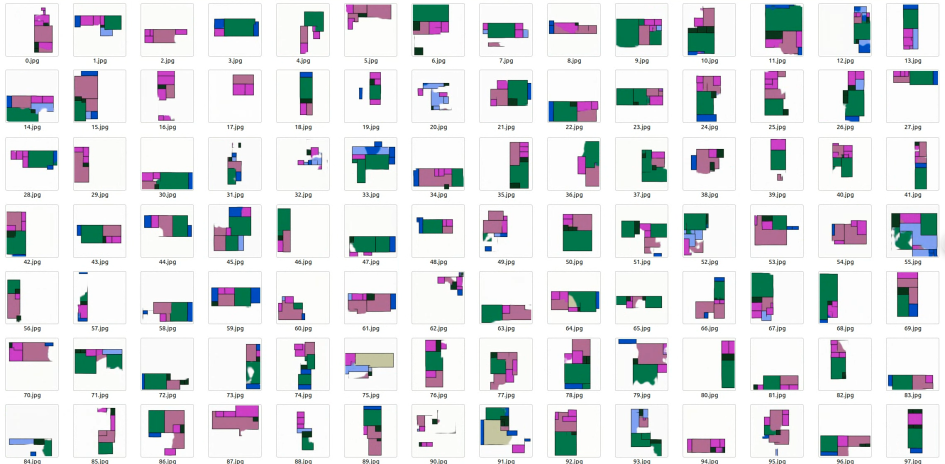 0.jpg 1.jpg 2.jpg 3.jpg 4.jpg 5.jpg 6.jpg 7.jpg 8.jpg 9.jpg 10.jpg 11.jpg 12.jpg 13.jpg
14.jpg 15.jpg 16.jpg 17.jpg 18.jpg 19.jpg 20.jpg 21.jpg 22.jpg 23.jpg 24.jpg 25.jpg 26.jpg 27.jpg
28.jpg 29.jpg 30.jpg 31.jpg 32.jpg 33.jpg 34.jpg 35.jpg 36.jpg 37.jpg 38.jpg 39.jpg 40.jpg 41.jpg
42.jpg 43.jpg 44.jpg 45.jpg 46.jpg 47.jpg 48.jpg 49.jpg 50.jpg 51.jpg 52.jpg 53.jpg 54.jpg 55.jpg
56.jpg 57.jpg 58.jpg 59.jpg 60.jpg 61.jpg 62.jpg 63.jpg 64.jpg 65.jpg 66.jpg 67.jpg 68.jpg 69.jpg
70.jpg 71.jpg 72.jpg 73.jpg 74.jpg 75.jpg 76.jpg 77.jpg 78.jpg 79.jpg 80.jpg 81.jpg 82.jpg 83.jpg
84.jpg 85.jpg 86.jpg 87.jpg 88.jpg 89.jpg 90.jpg 91.jpg 92.jpg 93.jpg 94.jpg 95.jpg 96.jpg 97.jpg